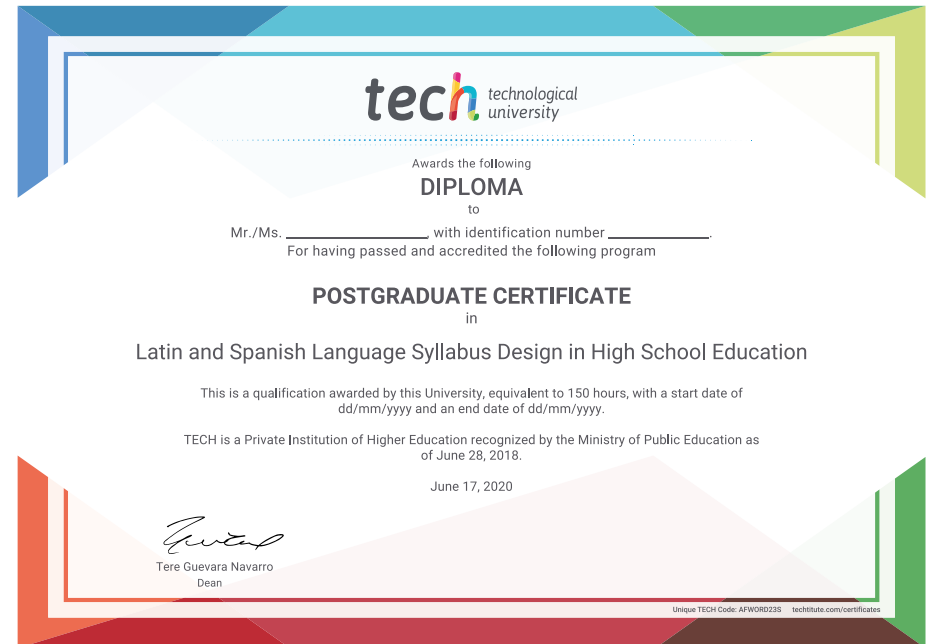 tech technological
university
Awards the following
DIPLOMA
to
Mr./Ms. ____________, with identification number ____________.
For having passed and accredited the following program
POSTGRADUATE CERTIFICATE
in
Latin and Spanish Language Syllabus Design in High School Education
This is a qualification awarded by this University, equivalent to 150 hours, with a start date of
dd/mm/yyyy and an end date of dd/mm/yyyy.
TECH is a Private Institution of Higher Education recognized by the Ministry of Public Education as
of June 28, 2018.
June 17, 2020
Tere Guevara Navarro
Dean
Unique TECH Code: AFWORD23S techtitute.com/certificates